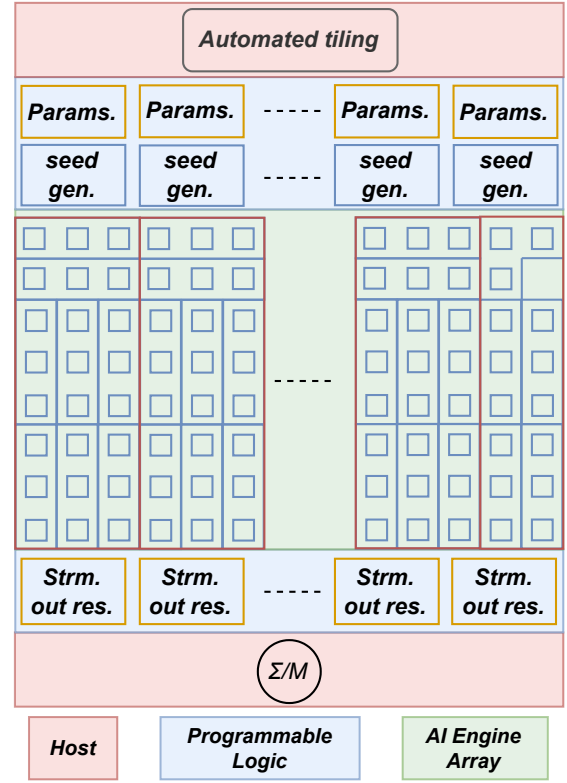 Automated tiling
Params. Params. Params. Params.
seed gen. seed gen. seed gen. seed gen.
Strm. out res. Strm. out res. Strm. out res. Strm. out res.
Σ/M
Host
Programmable Logic
AI Engine Array